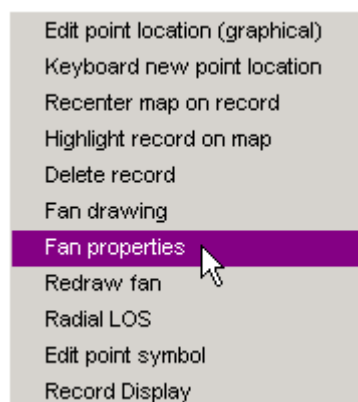 Edit point location (graphical)
Keyboard new point location
Recenter map on record
Highlight record on map
Delete record
Fan drawing
Fan properties
Redraw fan
Radial LOS
Edit point symbol
Record Display